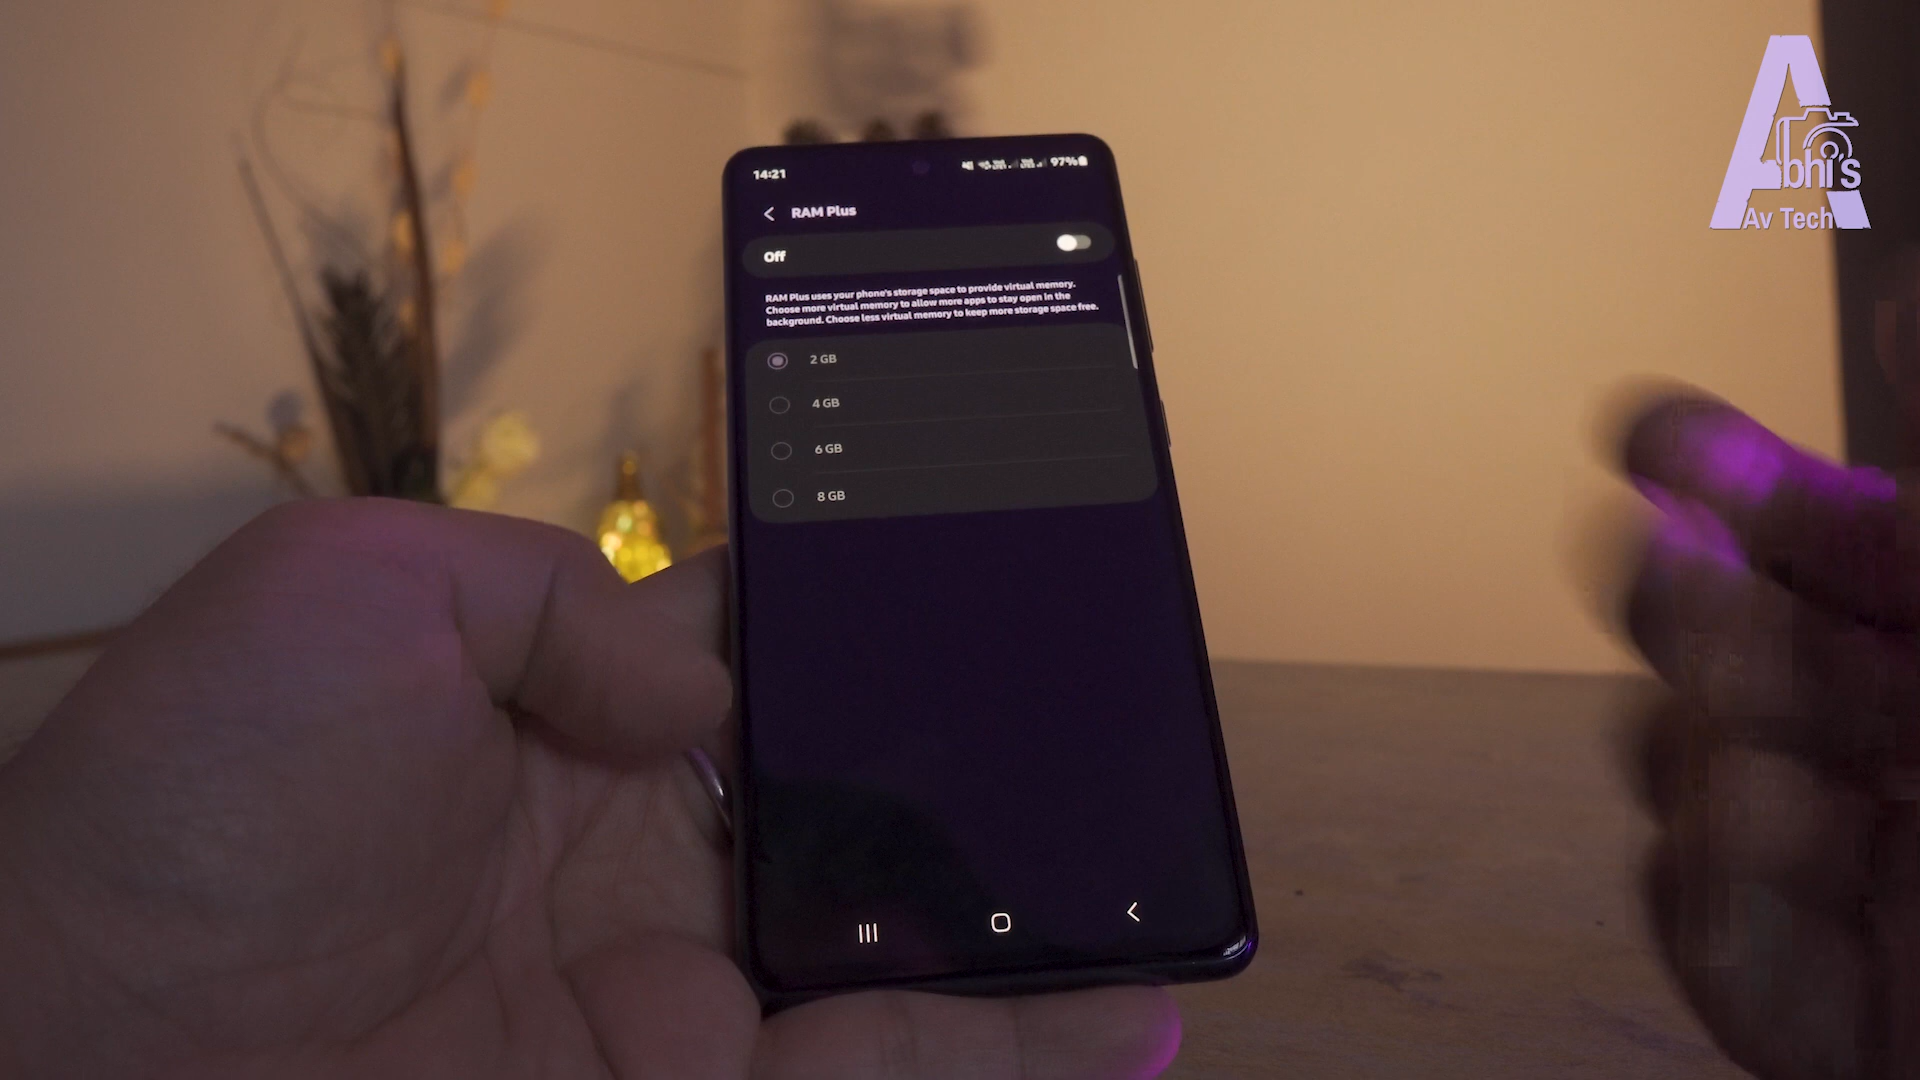 14:21
97%
RAM Plus
Off
RAM Plus uses your phone's storage space to provide virtual memory.
Choose more virtual memory to allow more apps to stay open in the
background. Choose less virtual memory to keep more storage space free.
2 GB
4 GB
6 GB
8 GB
Abhi's
Av Tech